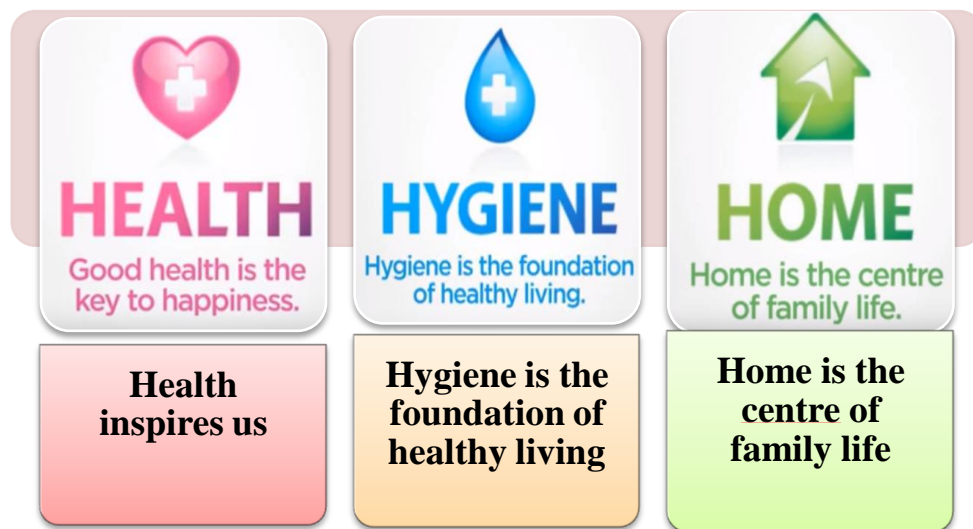 HEALTH
Good health is the
key to happiness.
HYGIENE
Hygiene is the foundation
of healthy living.
HOME
Home is the centre
of family life.
Health
inspires us
Hygiene is the
foundation of
healthy living
Home is the
centre of
family life